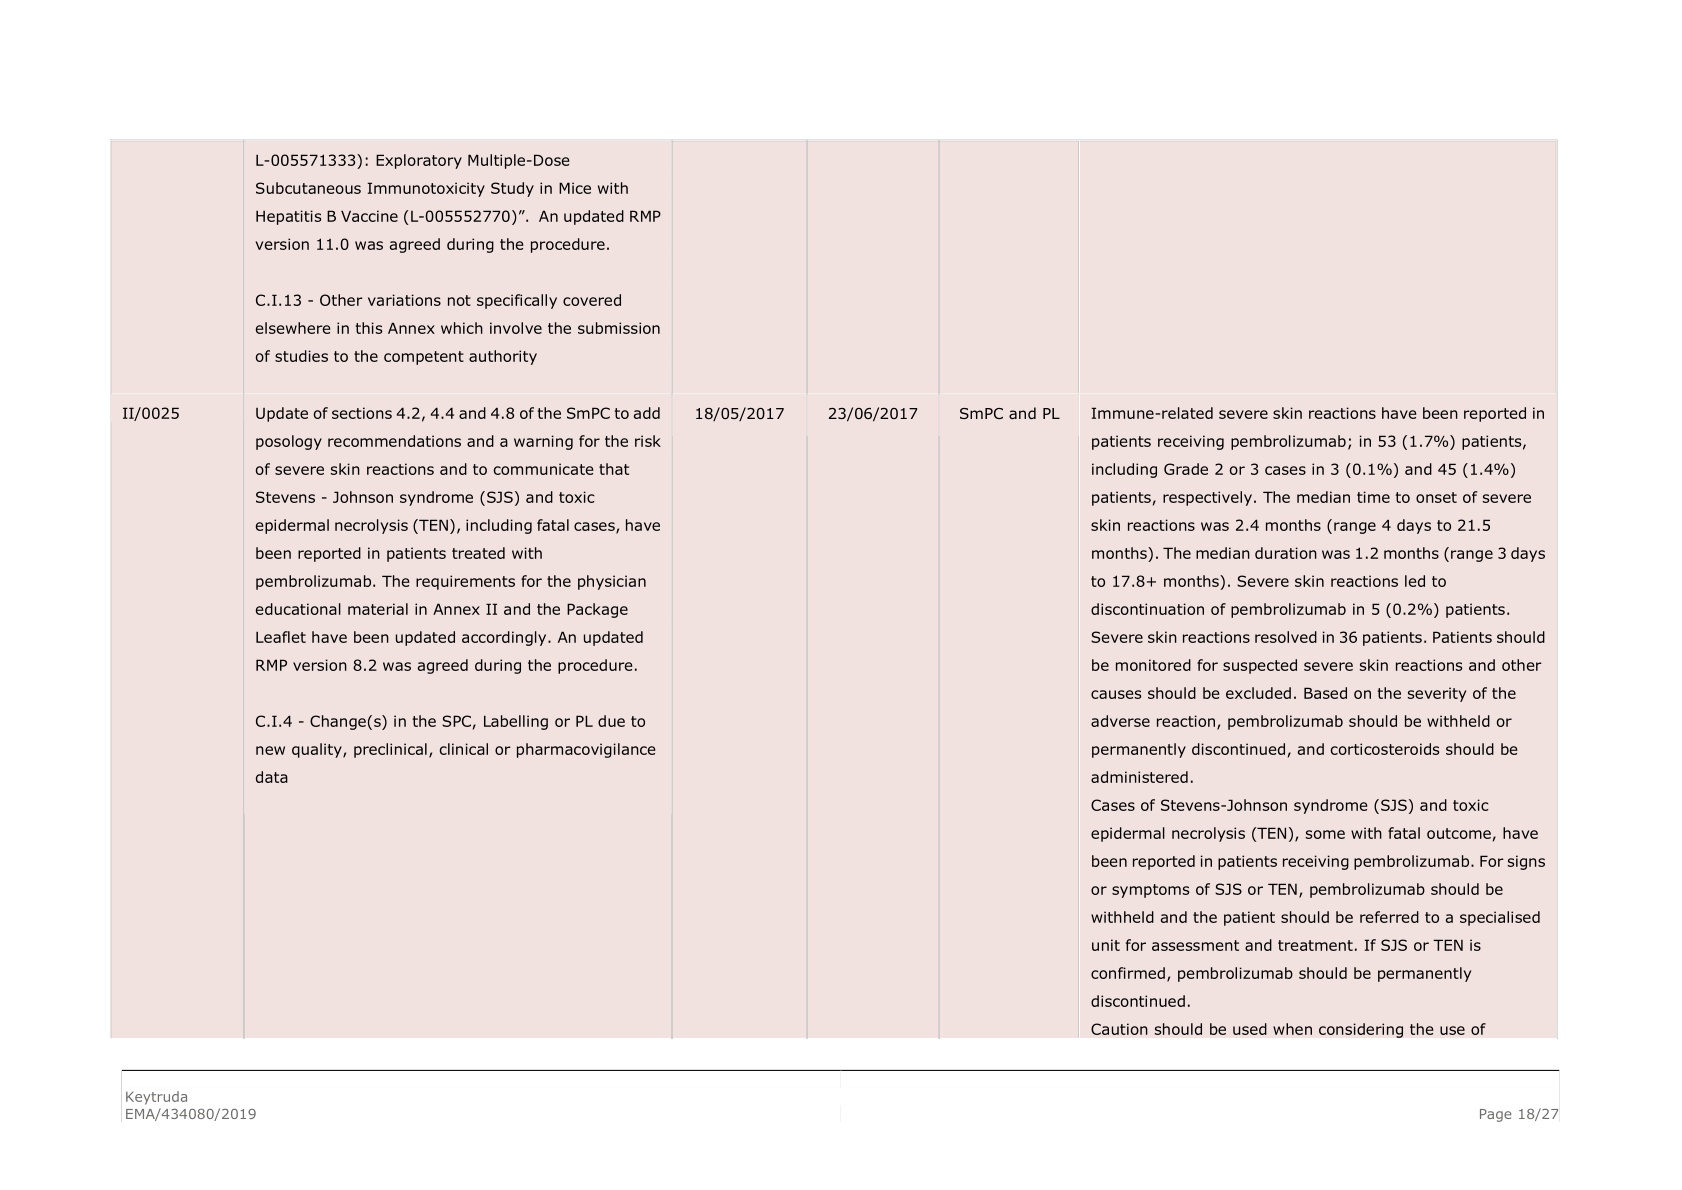 L-005571333): Exploratory Multiple-Dose
Subcutaneous Immunotoxicity Study in Mice with
Hepatitis B Vaccine (L-005552770)”.  An updated RMP
version 11.0 was agreed during the procedure.
C.I.13 - Other variations not specifically covered
elsewhere in this Annex which involve the submission
of studies to the competent authority
II/0025
Update of sections 4.2, 4.4 and 4.8 of the SmPC to add
posology recommendations and a warning for the risk
of severe skin reactions and to communicate that
Stevens - Johnson syndrome (SJS) and toxic
epidermal necrolysis (TEN), including fatal cases, have
been reported in patients treated with
pembrolizumab. The requirements for the physician
educational material in Annex II and the Package
Leaflet have been updated accordingly. An updated
RMP version 8.2 was agreed during the procedure.
C.I.4 - Change(s) in the SPC, Labelling or PL due to
new quality, preclinical, clinical or pharmacovigilance
data
18/05/2017
23/06/2017
SmPC and PL
Immune-related severe skin reactions have been reported in
patients receiving pembrolizumab; in 53 (1.7%) patients,
including Grade 2 or 3 cases in 3 (0.1%) and 45 (1.4%)
patients, respectively. The median time to onset of severe
skin reactions was 2.4 months (range 4 days to 21.5
months). The median duration was 1.2 months (range 3 days
to 17.8+ months). Severe skin reactions led to
discontinuation of pembrolizumab in 5 (0.2%) patients.
Severe skin reactions resolved in 36 patients. Patients should
be monitored for suspected severe skin reactions and other
causes should be excluded. Based on the severity of the
adverse reaction, pembrolizumab should be withheld or
permanently discontinued, and corticosteroids should be
administered.
Cases of Stevens-Johnson syndrome (SJS) and toxic
epidermal necrolysis (TEN), some with fatal outcome, have
been reported in patients receiving pembrolizumab. For signs
or symptoms of SJS or TEN, pembrolizumab should be
withheld and the patient should be referred to a specialised
unit for assessment and treatment. If SJS or TEN is
confirmed, pembrolizumab should be permanently
discontinued.
Caution should be used when considering the use of
Keytruda
EMA/434080/2019
Page 18/27